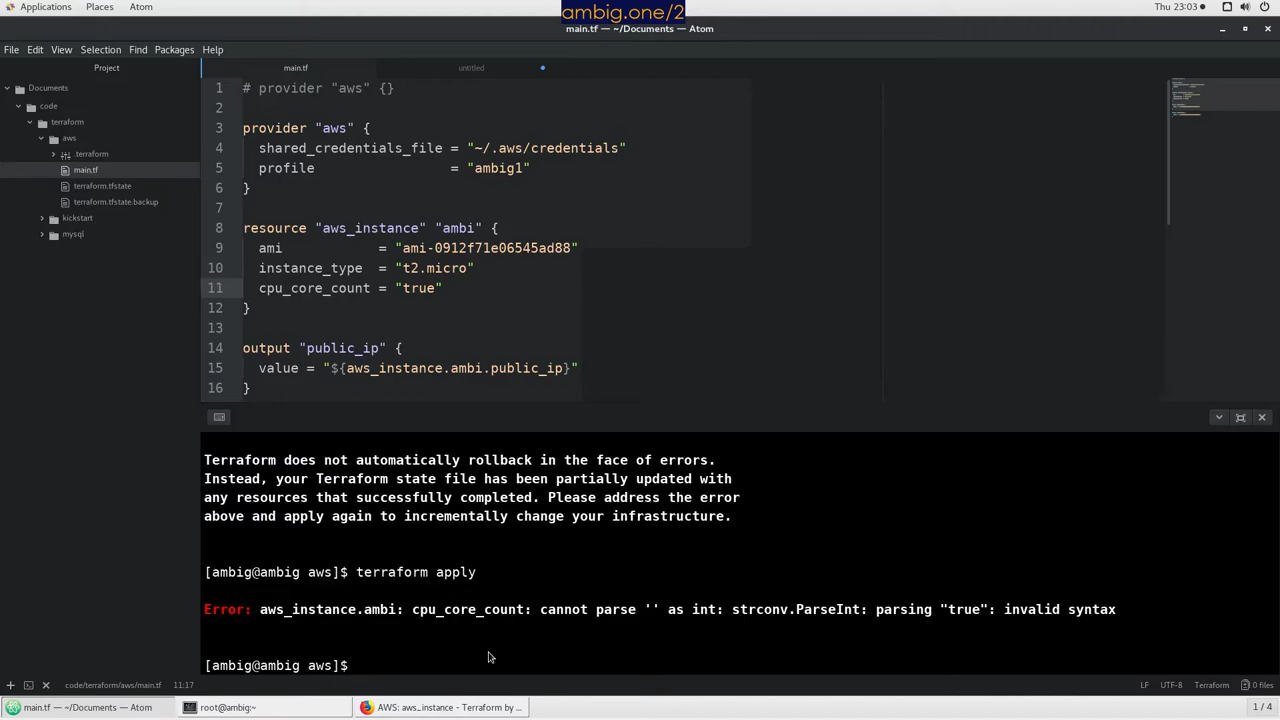 Applications Places Atom
ambig.one/2
Thu 23:03
main.tf — ~/Documents — Atom
File Edit View Selection Find Packages Help
Project
main.tf
untitled
Documents
code
terraform
aws
.terraform
main.tf
terraform.tfstate
terraform.tfstate.backup
kickstart
mysql
1 # provider "aws" {}
2
3 provider "aws" {
4 shared_credentials_file = "~/.aws/credentials"
5 profile = "ambig1"
6 }
7
8 resource "aws_instance" "ambi" {
9 ami = "ami-0912f71e06545ad88"
10 instance_type = "t2.micro"
11 cpu_core_count = "true"
12 }
13
14 output "public_ip" {
15 value = "${aws_instance.ambi.public_ip}"
16 }
Terraform does not automatically rollback in the face of errors.
Instead, your Terraform state file has been partially updated with
any resources that successfully completed. Please address the error
above and apply again to incrementally change your infrastructure.
[ambig@ambig aws]$ terraform apply
Error: aws_instance.ambi: cpu_core_count: cannot parse '' as int: strconv.ParseInt: parsing "true": invalid syntax
[ambig@ambig aws]$
code/terraform/aws/main.tf 11:17
LF UTF-8 Terraform 0 files
main.tf — ~/Documents — Atom
root@ambig:~
AWS: aws_instance - Terraform by ...
1 / 4